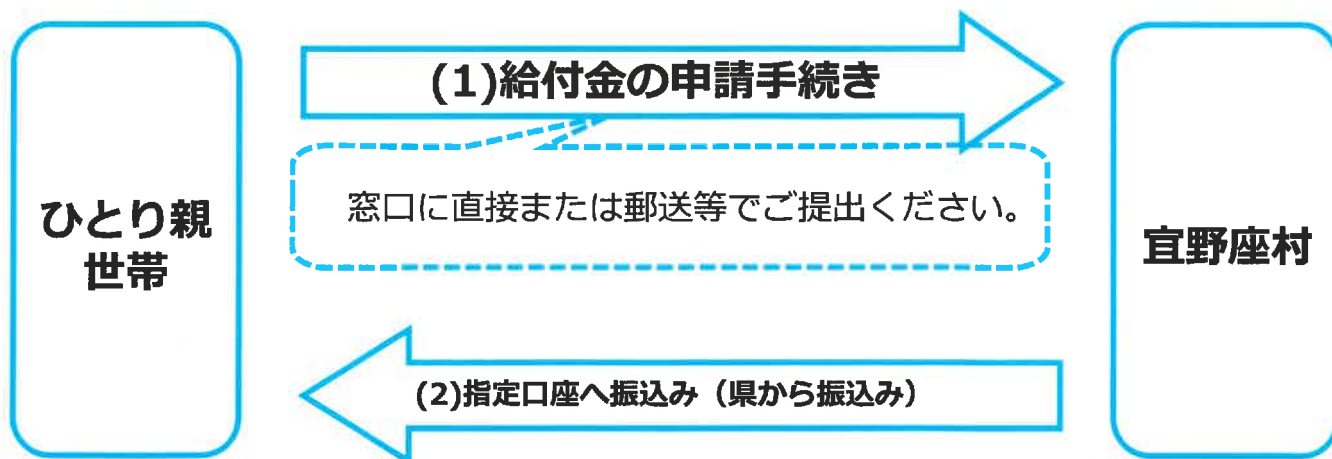 (1)給付金の申請手続き
窓口に直接または郵送等でご提出ください。
ひとり親
世帯
宜野座村
(2)指定口座へ振込み（県から振込み）